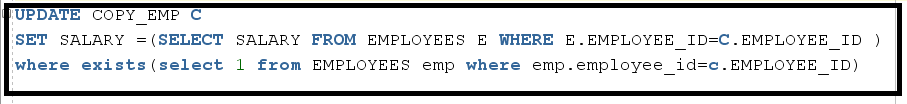 UPDATE COPY_EMP C
SET SALARY =(SELECT SALARY FROM EMPLOYEES E WHERE E.EMPLOYEE_ID=C.EMPLOYEE_ID )
where exists(select 1 from EMPLOYEES emp where emp.employee_id=c.EMPLOYEE_ID)